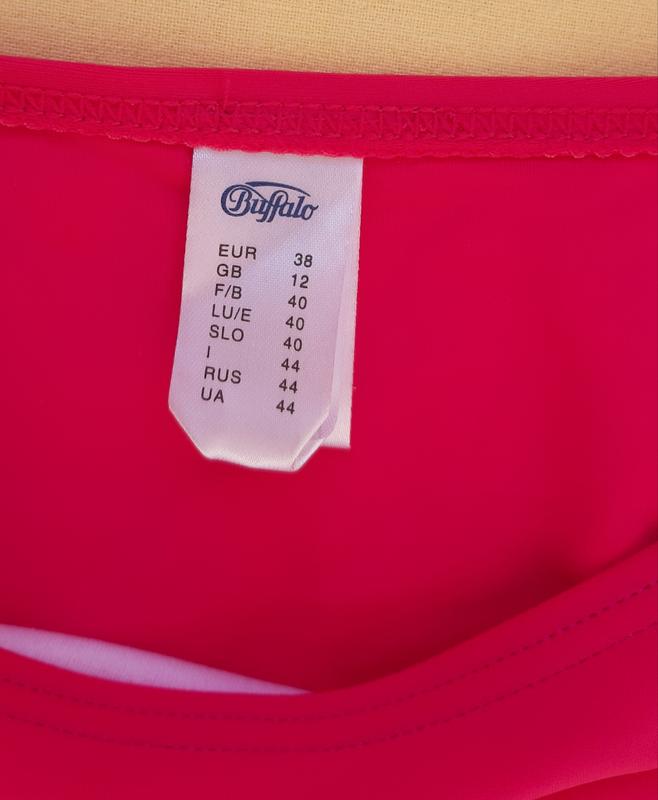 Buffalo
EUR 38
GB 12
F/B 40
LU/E 40
SLO 40
I 44
RUS 44
UA 44